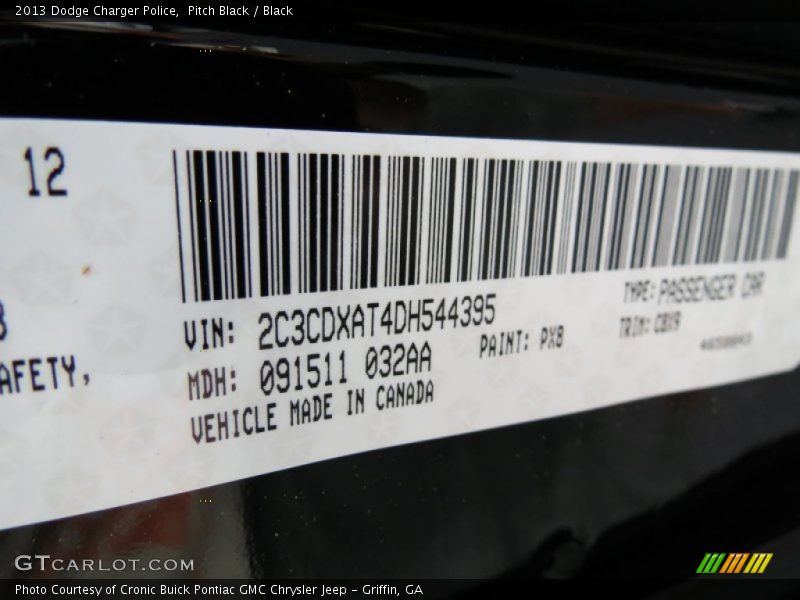 2013 Dodge Charger Police, Pitch Black / Black
12
AFETY,
VIN: 2C3CDXAT4DH544395
MDH: 091511 032AA
VEHICLE MADE IN CANADA
PAINT: PX8
TYPE: PASSENGER CAR
TRIM: CBX9
GTCARLOT.COM
Photo Courtesy of Cronic Buick Pontiac GMC Chrysler Jeep - Griffin, GA